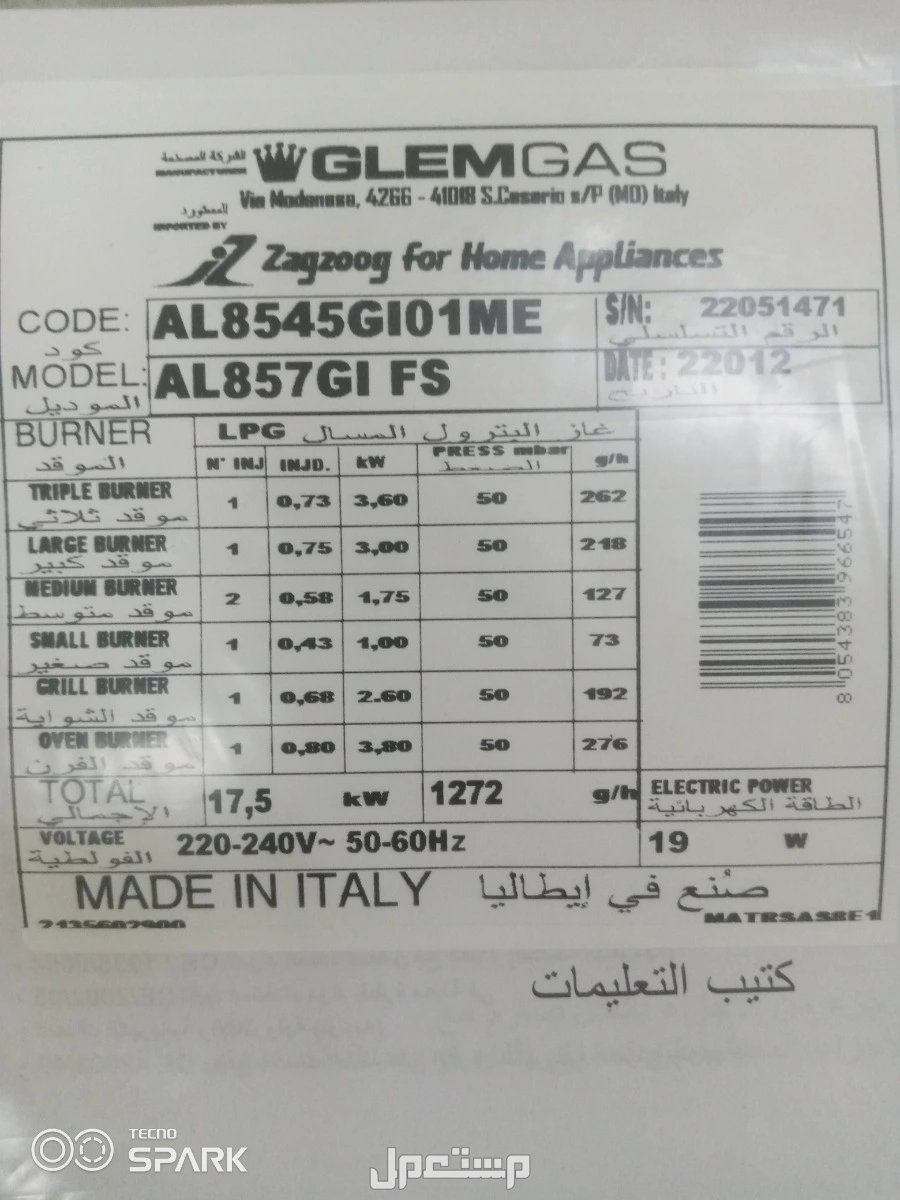 الشركة المصنعة GLEMGAS
MANUFACTURER
Via Modenese, 4266 - 41018 S.Cesario s/P (MO) Italy
المستورد
IMPORTED BY
Zagzoog for Home Appliances
CODE: AL8545GI01ME S/N: 22051471
كود الرقم التسلسلي
MODEL: AL857GI FS DATE: 22012
الموديل التاريخ
BURNER LPG غاز البترول المسال
الموقد N° INJ INJD. kW PRESS mbar الضغط g/h
TRIPLE BURNER 1 0,73 3,60 50 262
موقد ثلاثي
LARGE BURNER 1 0,75 3,00 50 218
موقد كبير
MEDIUM BURNER 2 0,58 1,75 50 127
موقد متوسط
SMALL BURNER 1 0,43 1,00 50 73
موقد صغير
GRILL BURNER 1 0,68 2.60 50 192
موقد الشواية
OVEN BURNER 1 0,80 3,80 50 276
موقد الفرن
8 054383 966547
TOTAL 17,5 kW 1272 g/h ELECTRIC POWER
الإجمالي الطاقة الكهربائية
VOLTAGE 220-240V~ 50-60Hz 19 W
الفولطية
MADE IN ITALY صُنع في إيطاليا
MATRSAS8E1
كتيب التعليمات
TECNO
SPARK
مستعمل